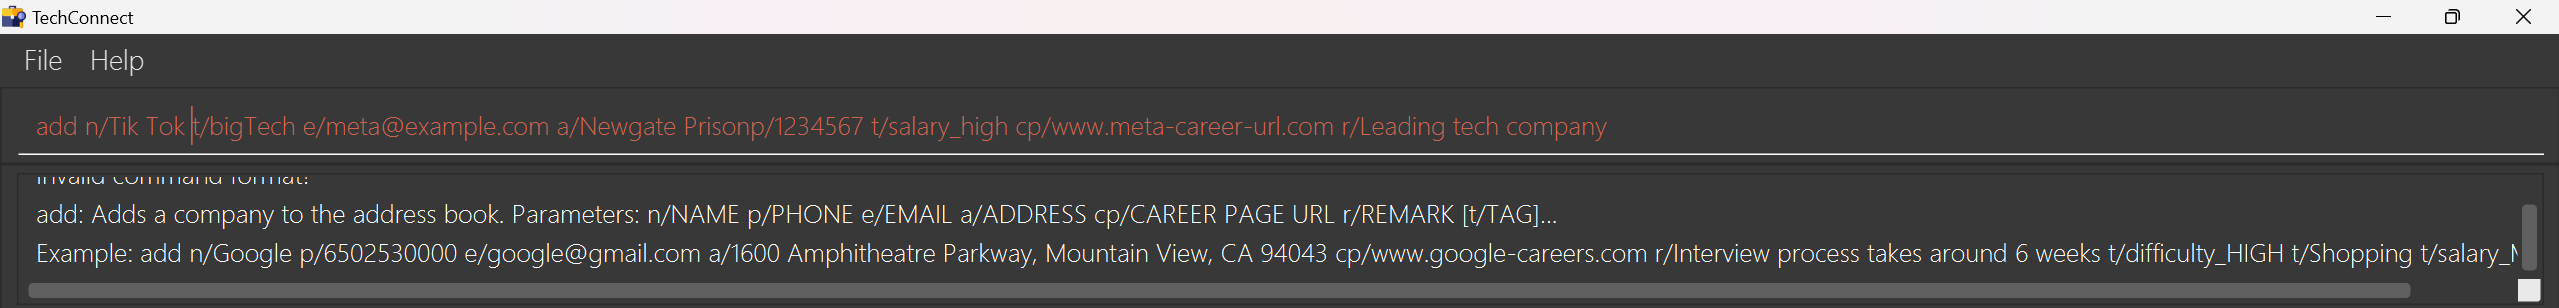 TechConnect
File Help
add n/Tik Tok t/bigTech e/meta@example.com a/Newgate Prisonp/1234567 t/salary_high cp/www.meta-career-url.com r/Leading tech company
Invalid command format!
add: Adds a company to the address book. Parameters: n/NAME p/PHONE e/EMAIL a/ADDRESS cp/CAREER PAGE URL r/REMARK [t/TAG]...
Example: add n/Google p/6502530000 e/google@gmail.com a/1600 Amphitheatre Parkway, Mountain View, CA 94043 cp/www.google-careers.com r/Interview process takes around 6 weeks t/difficulty_HIGH t/Shopping t/salary_